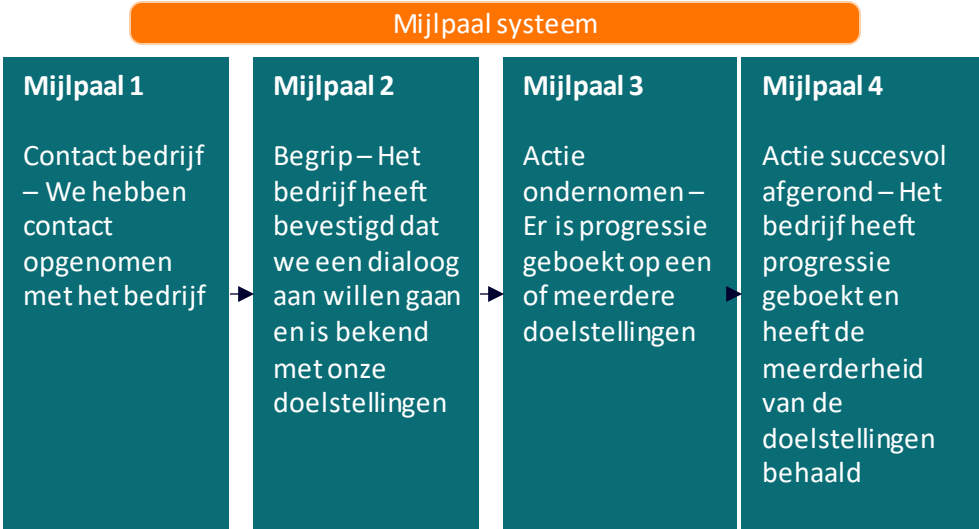 Mijlpaal systeem
Mijlpaal 1
Contact bedrijf
– We hebben
contact
opgenomen
met het bedrijf
Mijlpaal 2
Begrip – Het
bedrijf heeft
bevestigd dat
we een dialoog
aan willen gaan
en is bekend
met onze
doelstellingen
Mijlpaal 3
Actie
ondernomen –
Er is progressie
geboekt op een
of meerdere
doelstellingen
Mijlpaal 4
Actie succesvol
afgerond – Het
bedrijf heeft
progressie
geboekt en
heeft de
meerderheid
van de
doelstellingen
behaald